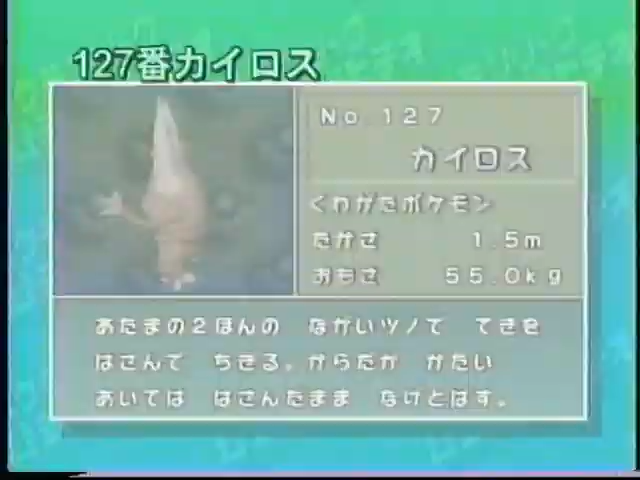 127番カイロス
No.127
カイロス
くわがたポケモン
たかさ 1.5m
おもさ 55.0kg
あたまの2ほんの ながいツノで てきを
はさんで ちぎる。からだが かたい
あいては はさんだまま なげとばす。